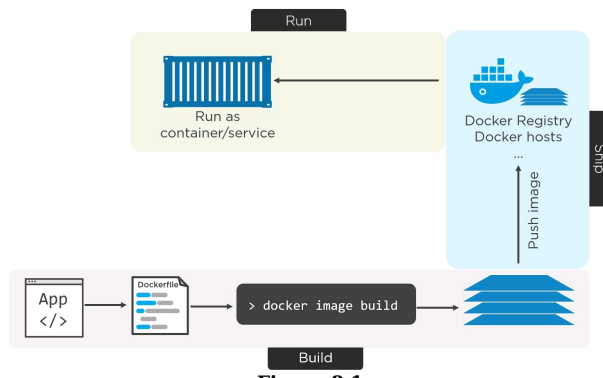 Run
Run as
container/service
Docker Registry
Docker hosts
...
Ship
Push image
Dockerfile
App
</>
> docker image build
Build